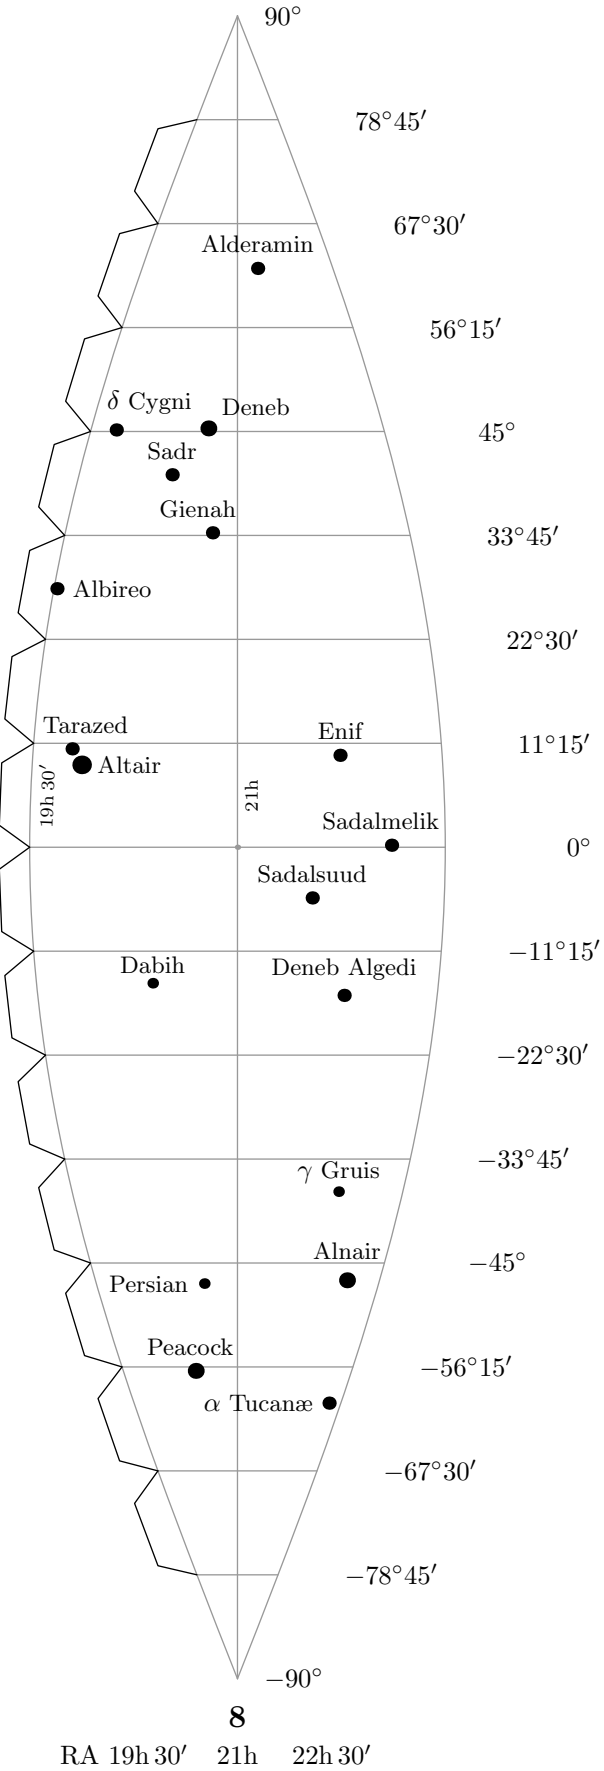 90°
78°45′
67°30′
Alderamin
56°15′
δ Cygni
Deneb
45°
Sadr
Gienah
33°45′
Albireo
22°30′
Tarazed
Enif
11°15′
Altair
19h 30′
21h
Sadalmelik
0°
Sadalsuud
−11°15′
Dabih
Deneb Algedi
−22°30′
−33°45′
γ Gruis
Alnair
−45°
Persian
Peacock
−56°15′
α Tucanæ
−67°30′
−78°45′
−90°
8
RA 19h 30′ 21h 22h 30′